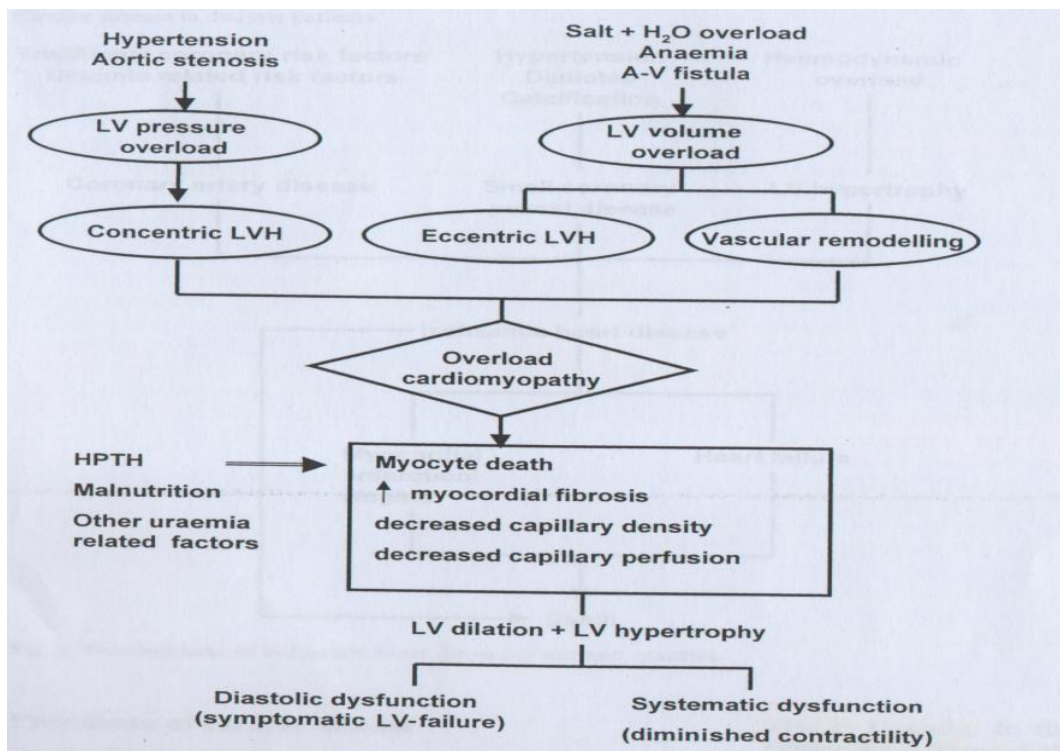 Hypertension
Aortic stenosis
Salt + H₂O overload
Anaemia
A-V fistula
LV pressure
overload
LV volume
overload
Concentric LVH
Eccentric LVH
Vascular remodelling
Overload
cardiomyopathy
HPTH
Malnutrition
Other uraemia
related factors
Myocyte death
↑ myocordial fibrosis
decreased capillary density
decreased capillary perfusion
LV dilation + LV hypertrophy
Diastolic dysfunction
(symptomatic LV-failure)
Systematic dysfunction
(diminished contractility)